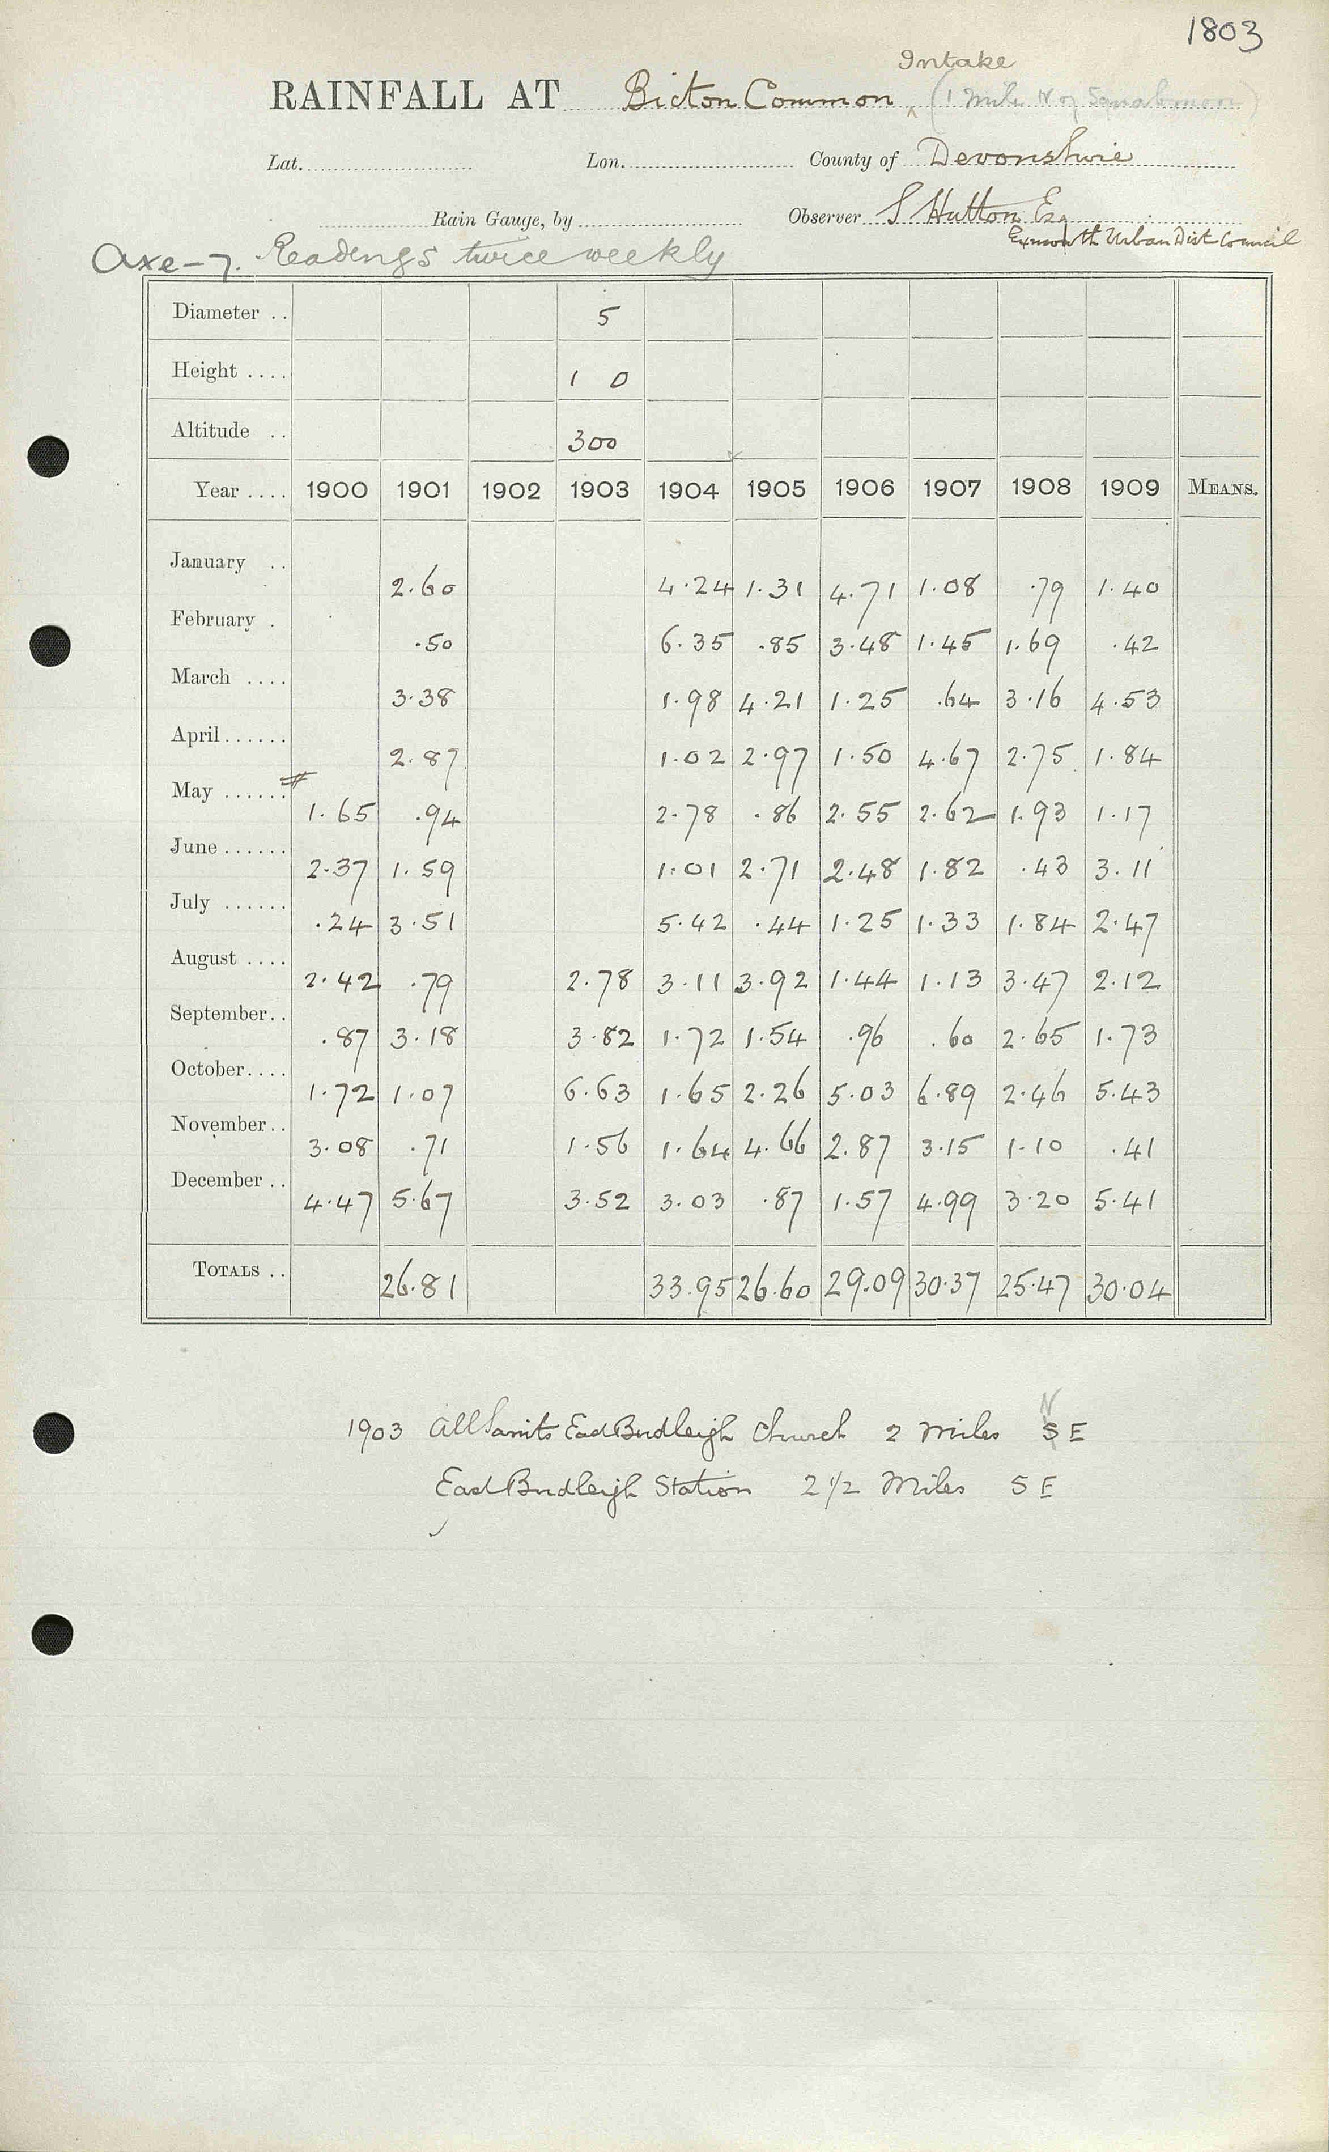 1803
Intake
RAINFALL AT Bicton Common (1 Mile N of
Lat. Lon. County of Devonshire
Rain Gauge, by Observer S Hutton Esq
Exmouth Urban Dist Council
Axe-7. Readings twice weekly
Diameter .. 5
Height .... 1 0
Altitude .. 300
Year .... 1900 1901 1902 1903 1904 1905 1906 1907 1908 1909 MEANS.
January .. 2.60 4.24 1.31 4.71 1.08 .79 1.40
February . .50 6.35 .85 3.48 1.45 1.69 .42
March .... 3.38 1.98 4.21 1.25 .64 3.16 4.53
April...... 2.87 1.02 2.97 1.50 4.67 2.75 1.84
May ...... # 1.65 .94 2.78 .86 2.55 2.62 1.93 1.17
June ...... 2.37 1.59 1.01 2.71 2.48 1.82 .43 3.11
July ...... .24 3.51 5.42 .44 1.25 1.33 1.84 2.47
August .... 2.42 .79 2.78 3.11 3.92 1.44 1.13 3.47 2.12
September.. .87 3.18 3.82 1.72 1.54 .96 .60 2.65 1.73
October.... 1.72 1.07 6.63 1.65 2.26 5.03 6.89 2.46 5.43
November.. 3.08 .71 1.56 1.64 4.66 2.87 3.15 1.10 .41
December .. 4.47 5.67 3.52 3.03 .87 1.57 4.99 3.20 5.41
TOTALS .. 26.81 33.95 26.60 29.09 30.37 25.47 30.04
1903 All Saints East Budleigh Church 2 Miles N S E
East Budleigh Station 2 1/2 Miles S E